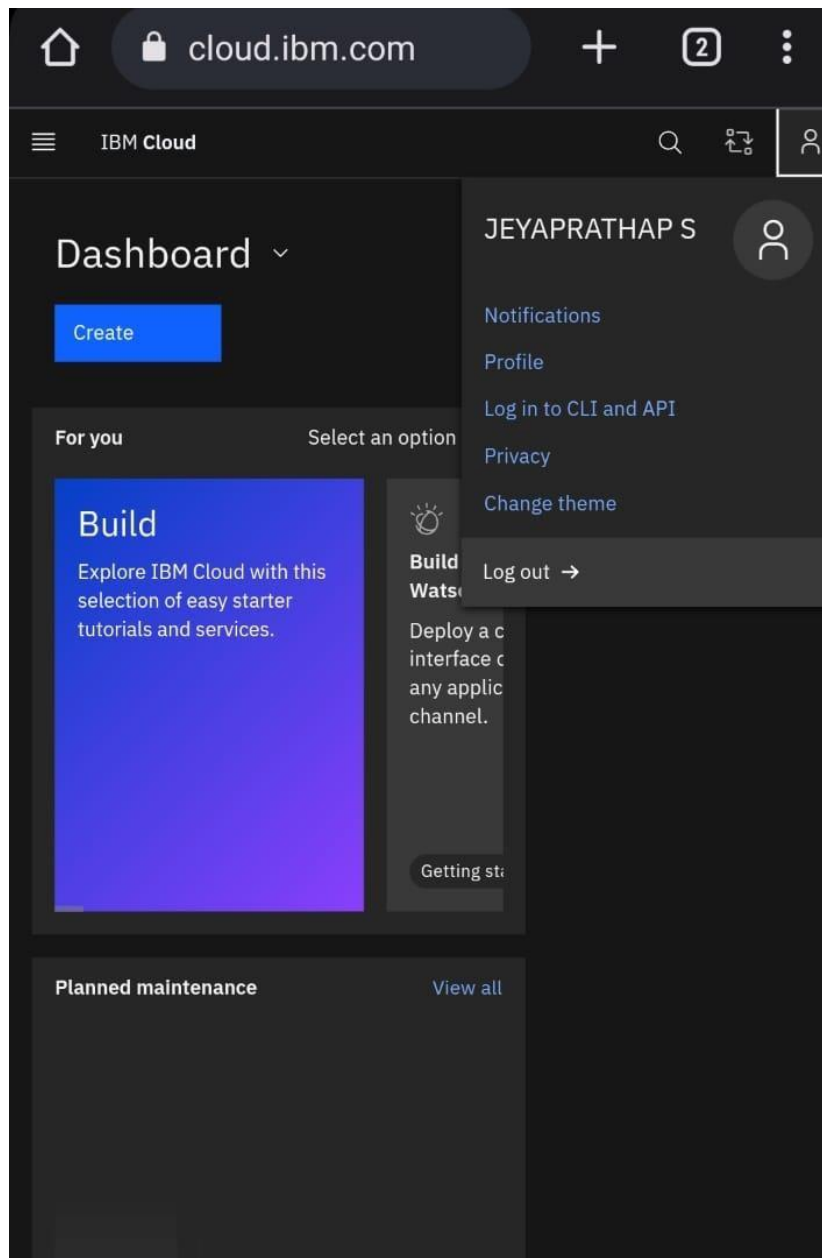 cloud.ibm.com
2
IBM Cloud
Dashboard
Create
JEYAPRATHAP S
Notifications
Profile
Log in to CLI and API
Privacy
Change theme
Log out →
For you
Select an option
Build
Explore IBM Cloud with this
selection of easy starter
tutorials and services.
Build
Deploy a
interface
any
channel.
Getting
Planned maintenance
View all